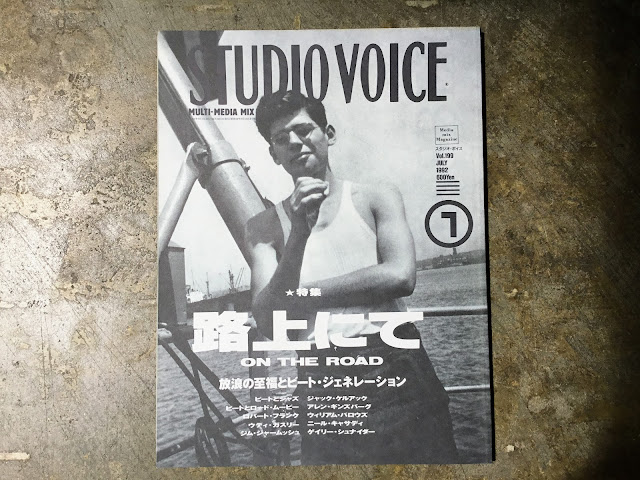 STUDIO VOICE
MULTI-MEDIA MIX
Media
mix
Magazine
スタジオ・ボイス
Vol.199
JULY
1992
600Yen
7
★特集
路上にて
ON THE ROAD
放浪の至福とビート・ジェネレーション
ビートとジャズ ジャック・ケルアック
ビートとロード・ムービー アレン・ギンズバーグ
ロバート・フランク ウィリアム・バロウズ
ウディ・ガスリー ニール・キャサディ
ジム・ジャームッシュ ゲイリー・シュナイダー